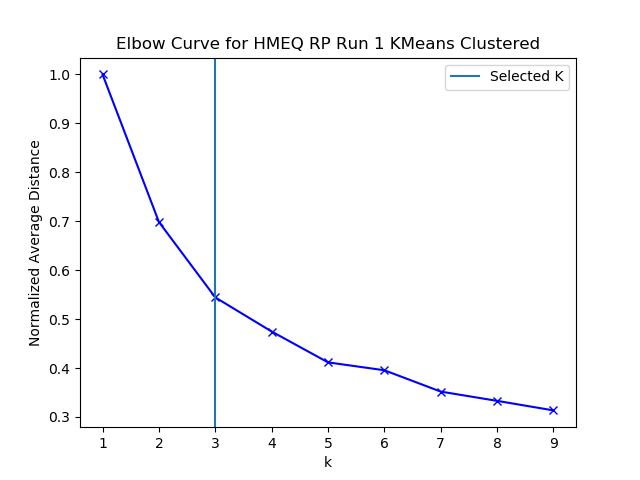 Elbow Curve for HMEQ RP Run 1 KMeans Clustered
Selected K
Normalized Average Distance
1.0
0.9
0.8
0.7
0.6
0.5
0.4
0.3
1 2 3 4 5 6 7 8 9
k